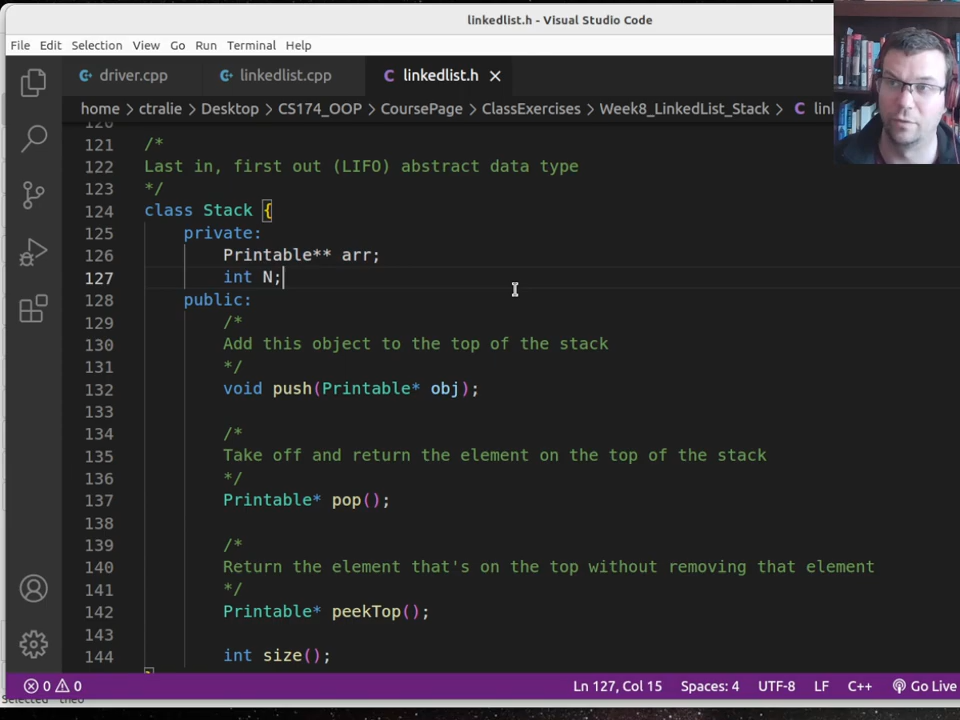 linkedlist.h - Visual Studio Code
File Edit Selection View Go Run Terminal Help
driver.cpp linkedlist.cpp C linkedlist.h
home > ctralie > Desktop > CS174_OOP > CoursePage > ClassExercises > Week8_LinkedList_Stack > C
121 /*
122 Last in, first out (LIFO) abstract data type
123 */
124 class Stack {
125 private:
126 Printable** arr;
127 int N;
128 public:
129 /*
130 Add this object to the top of the stack
131 */
132 void push(Printable* obj);
133
134 /*
135 Take off and return the element on the top of the stack
136 */
137 Printable* pop();
138
139 /*
140 Return the element that's on the top without removing that element
141 */
142 Printable* peekTop();
143
144 int size();
0 0 Ln 127, Col 15 Spaces: 4 UTF-8 LF C++ Go Live